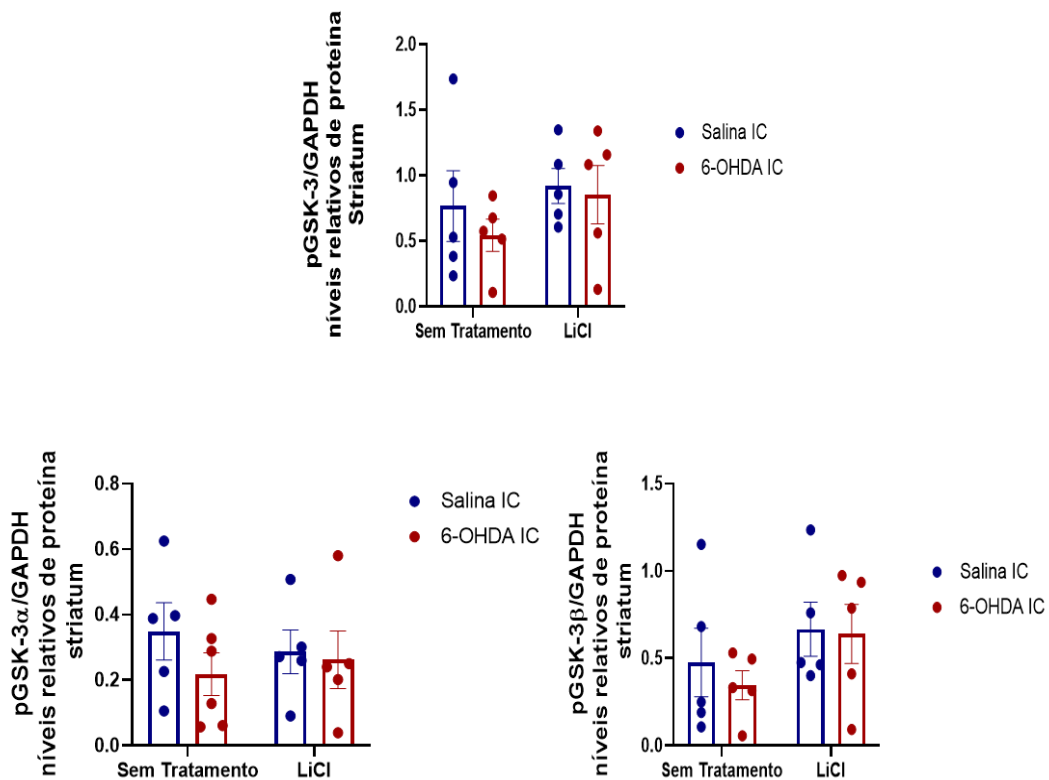 pGSK-3/GAPDH
níveis relativos de proteína
Striatum
2.0
1.5
1.0
0.5
0.0
Sem Tratamento
LiCl
Salina IC
6-OHDA IC
pGSK-3α/GAPDH
níveis relativos de proteína
striatum
0.8
0.6
0.4
0.2
0.0
Sem Tratamento
LiCl
Salina IC
6-OHDA IC
pGSK-3β/GAPDH
níveis relativos de proteína
striatum
1.5
1.0
0.5
0.0
Sem Tratamento
LiCl
Salina IC
6-OHDA IC